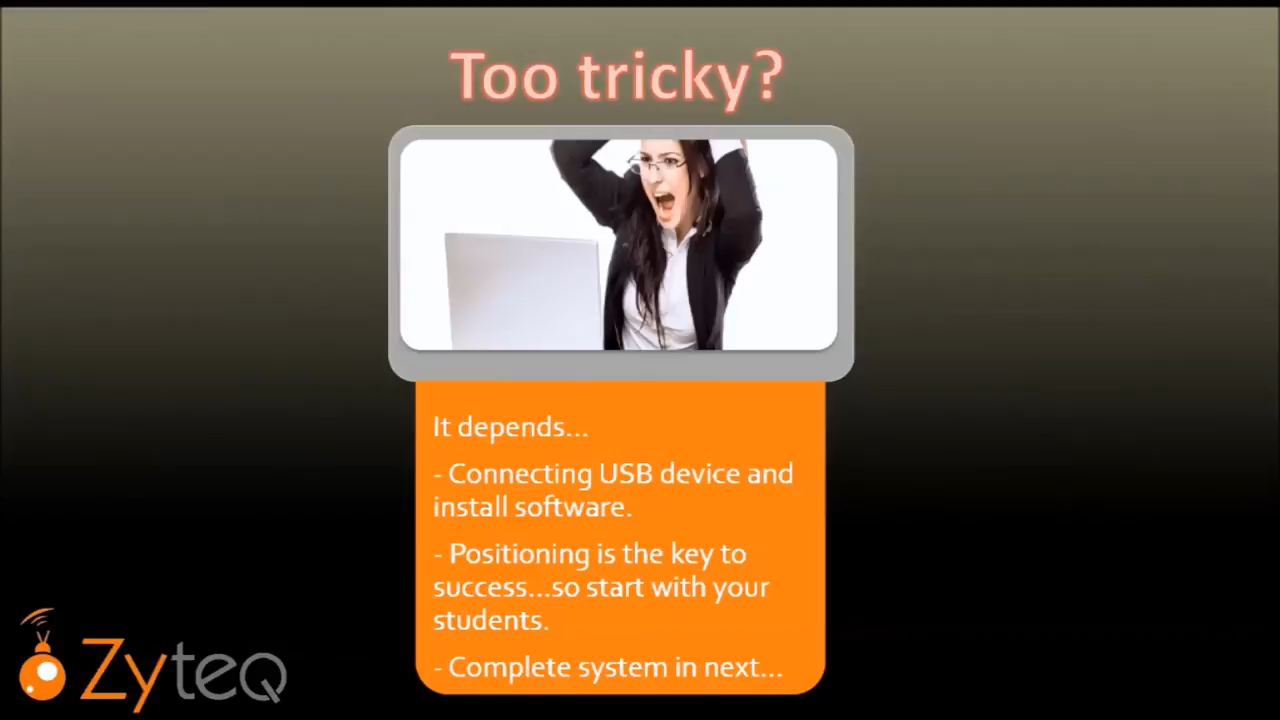 Too tricky?
It depends...
- Connecting USB device and
install software.
- Positioning is the key to
success...so start with your
students.
- Complete system in next...
Zyteq